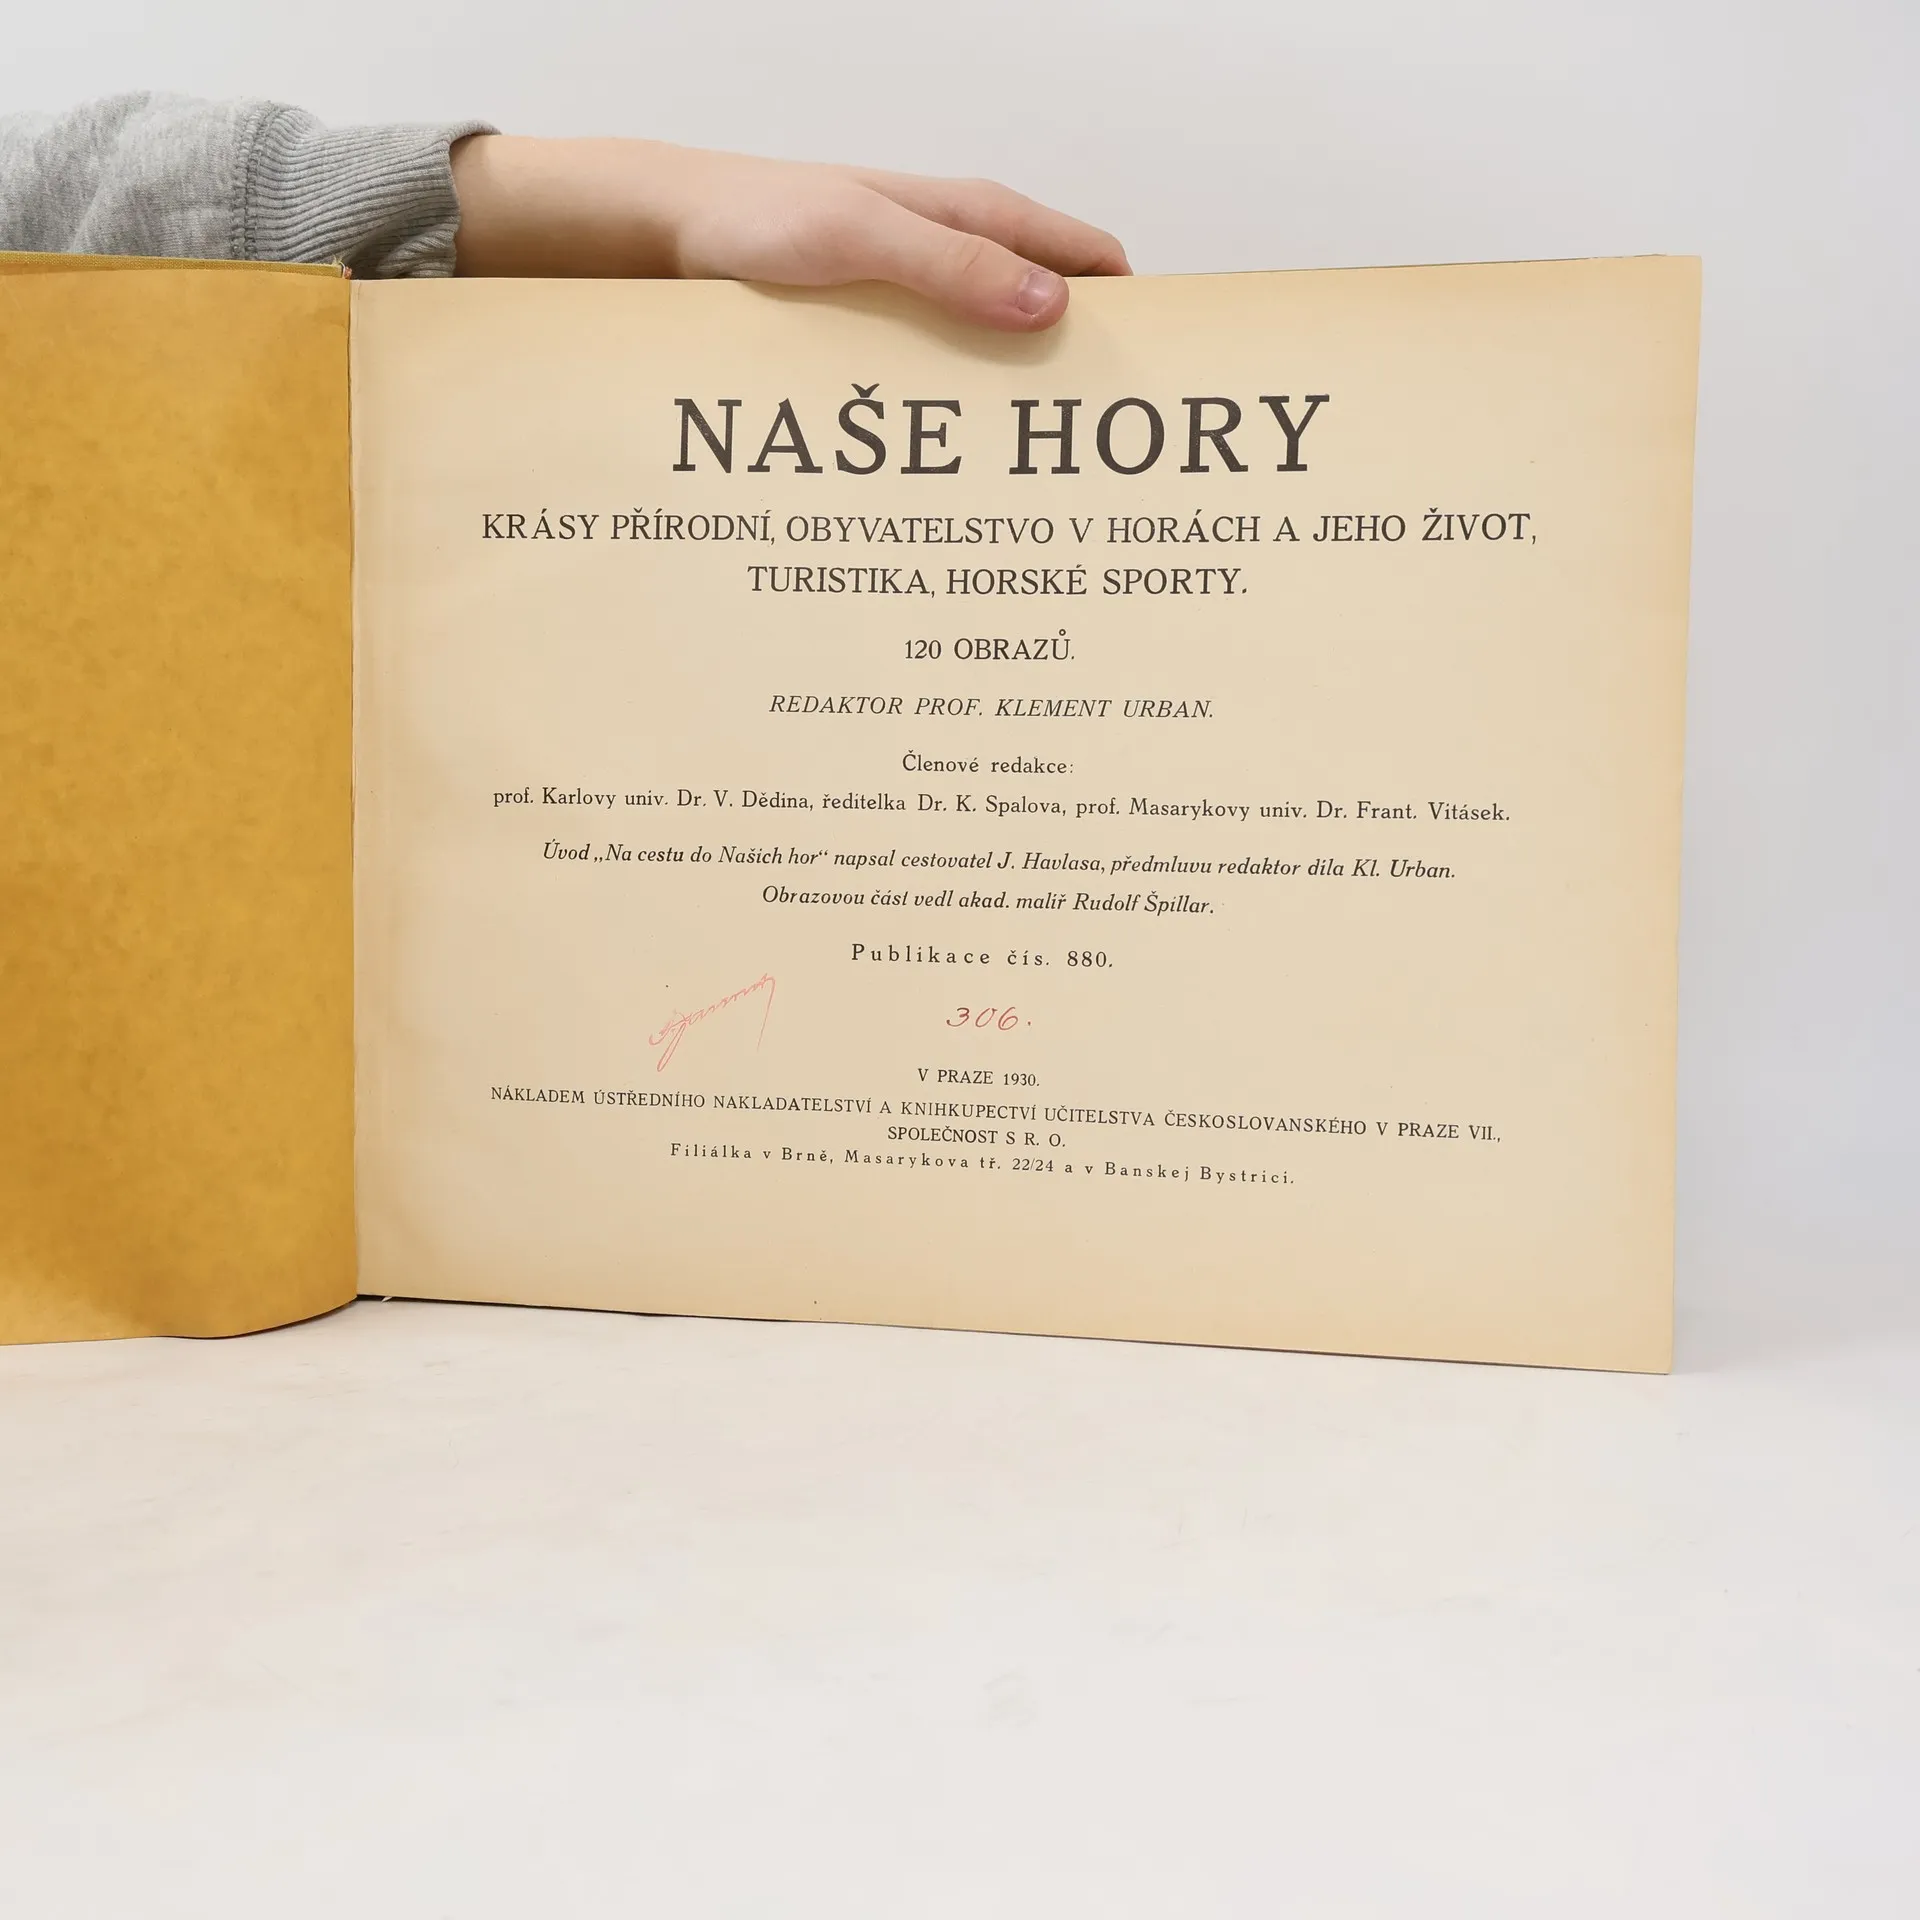 NAŠE HORY
KRÁSY PŘÍRODNÍ, OBYVATELSTVO V HORÁCH A JEHO ŽIVOT,
TURISTIKA, HORSKÉ SPORTY.
120 OBRAZŮ.
REDAKTOR PROF. KLEMENT URBAN.
Členové redakce:
prof. Karlovy univ. Dr. V. Dědina, ředitelka Dr. K. Spalova, prof. Masarykovy univ. Dr. Frant. Vitásek.
Úvod „Na cestu do Našich hor“ napsal cestovatel J. Havlasa, předmluvu redaktor díla Kl. Urban.
Obrazovou část vedl akad. malíř Rudolf Špillar.
Publikace čís. 880.
306.
V PRAZE 1930.
NÁKLADEM ÚSTŘEDNÍHO NAKLADATELSTVÍ A KNIHKUPECTVÍ UČITELSTVA ČESKOSLOVANSKÉHO V PRAZE VII.,
SPOLEČNOST S R. O.
Filiálka v Brně, Masarykova tř. 22/24 a v Banskej Bystrici.